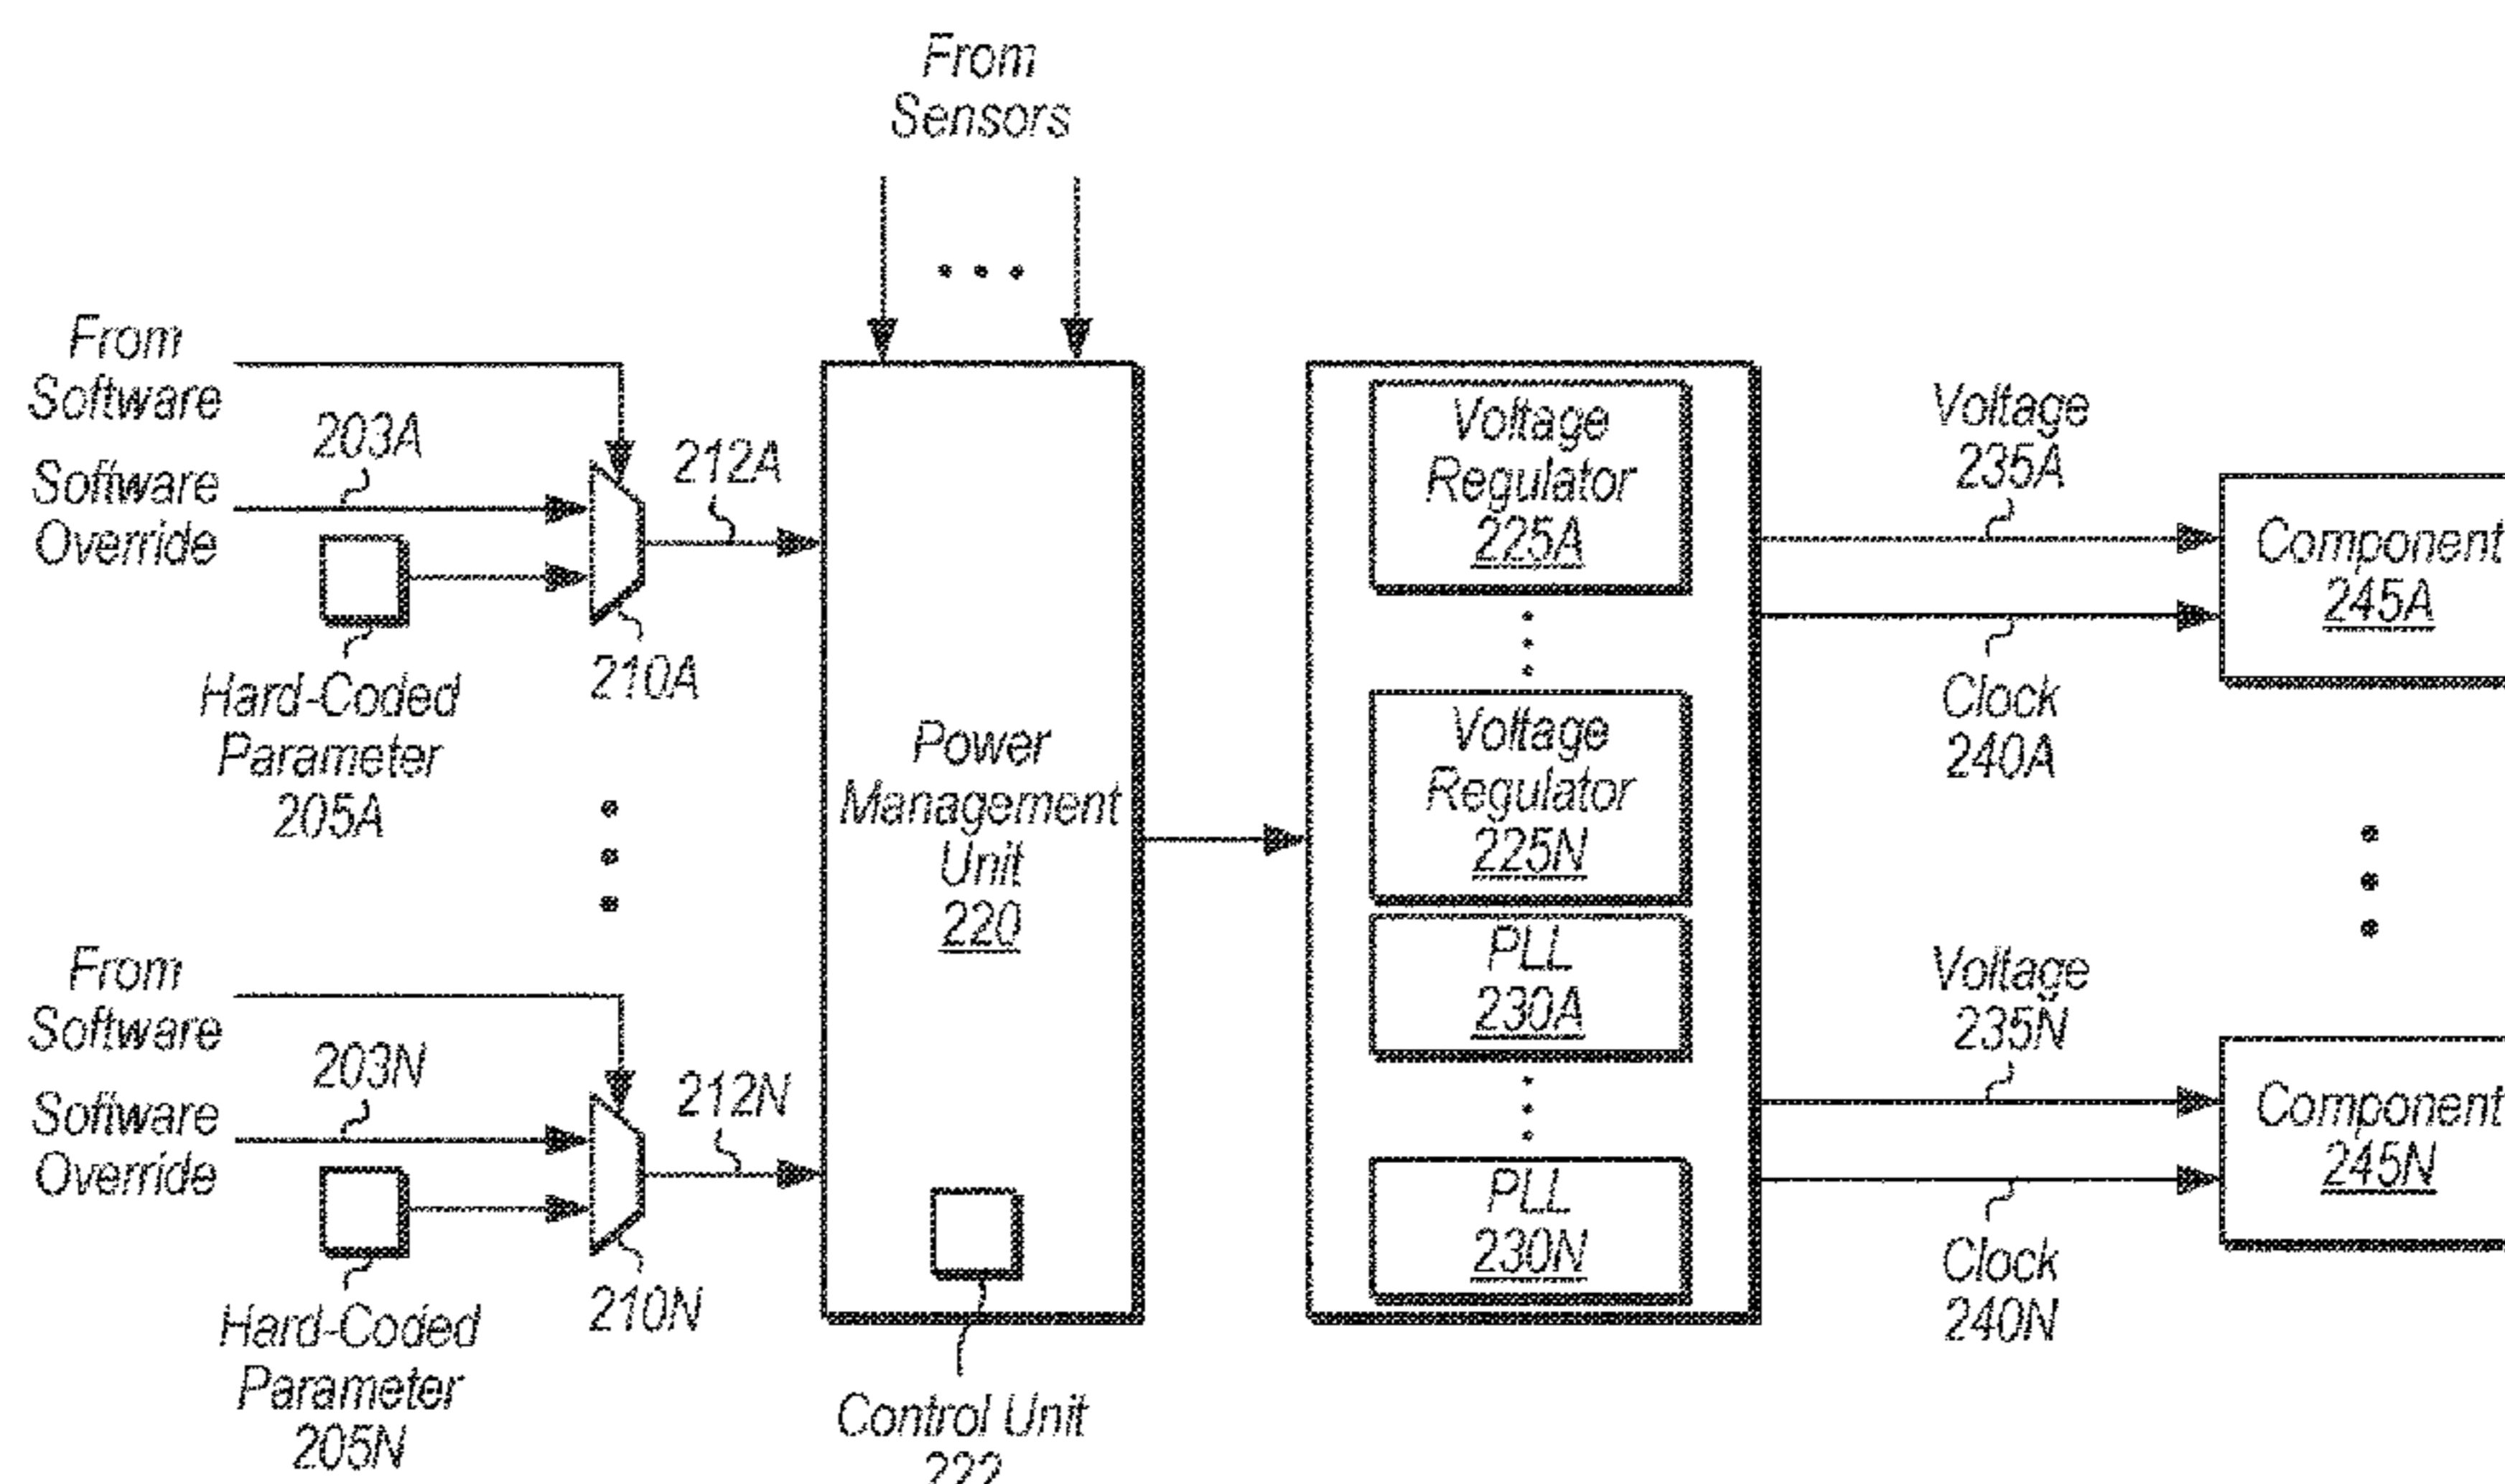 From
Sensors
From
Software
203A
Software
Override
212A
Hard-Coded
Parameter
205A
210A
From
Software
203N
Software
Override
212N
Hard-Coded
Parameter
205N
210N
Power
Management
Unit
220
Control Unit
222
Voltage
Regulator
225A
Voltage
Regulator
225N
PLL
230A
PLL
230N
Voltage
235A
Clock
240A
Voltage
235N
Clock
240N
Component
245A
Component
245N